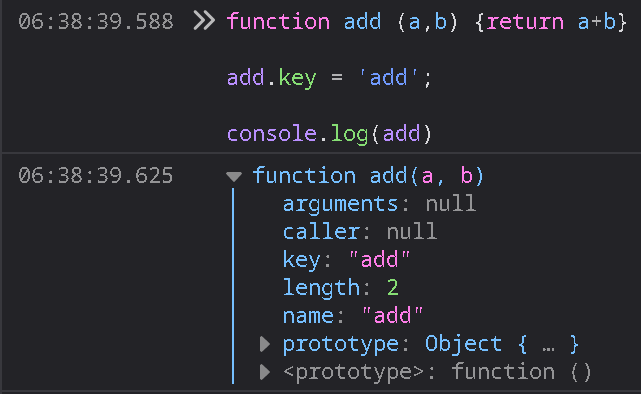 06:38:39.588 >> function add (a,b) {return a+b}
add.key = 'add';
console.log(add)
06:38:39.625 function add(a, b)
arguments: null
caller: null
key: "add"
length: 2
name: "add"
prototype: Object { … }
<prototype>: function ()